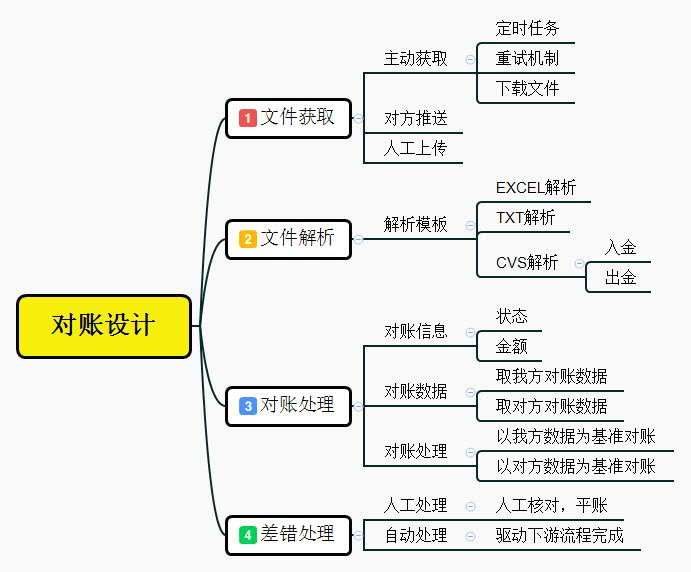 对账设计
1 文件获取
主动获取
定时任务
重试机制
下载文件
对方推送
人工上传
2 文件解析
解析模板
EXCEL解析
TXT解析
CVS解析
入金
出金
3 对账处理
对账信息
状态
金额
对账数据
取我方对账数据
取对方对账数据
对账处理
以我方数据为基准对账
以对方数据为基准对账
4 差错处理
人工处理
人工核对，平账
自动处理
驱动下游流程完成